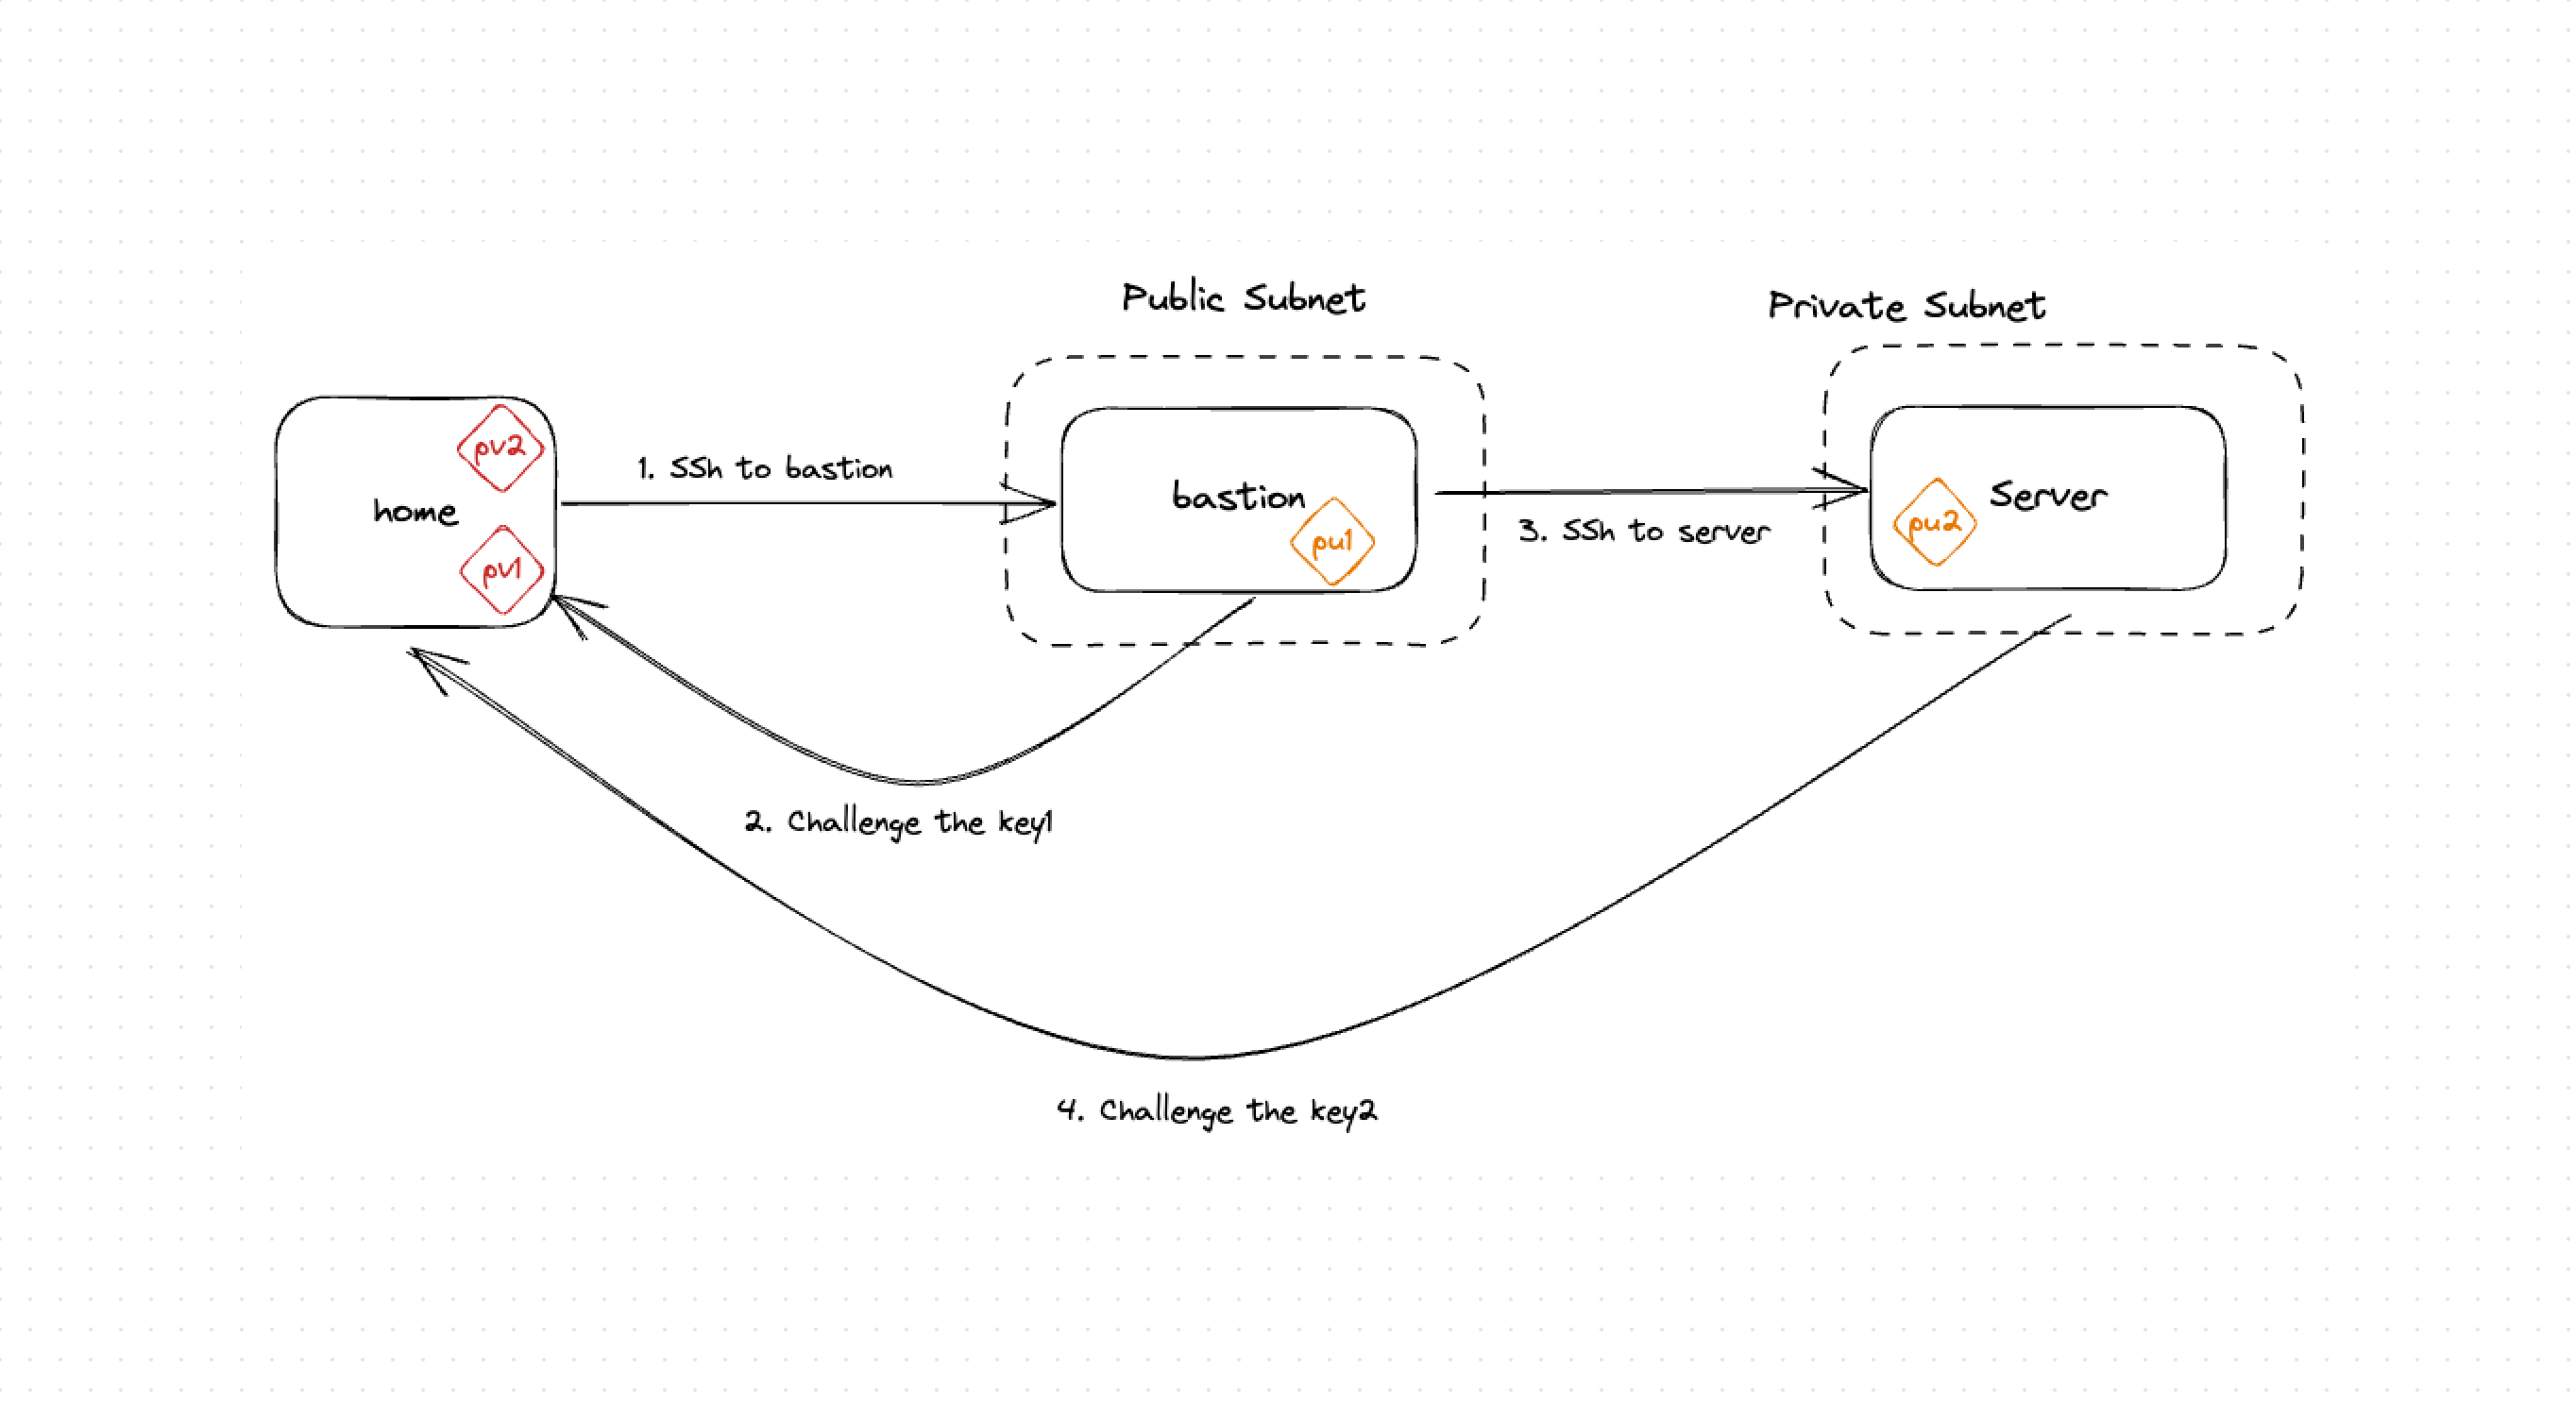 Public Subnet
Private Subnet
pv2
home
pv1
1. SSh to bastion
bastion
pu1
3. SSh to server
pu2
Server
2. Challenge the key1
4. Challenge the key2